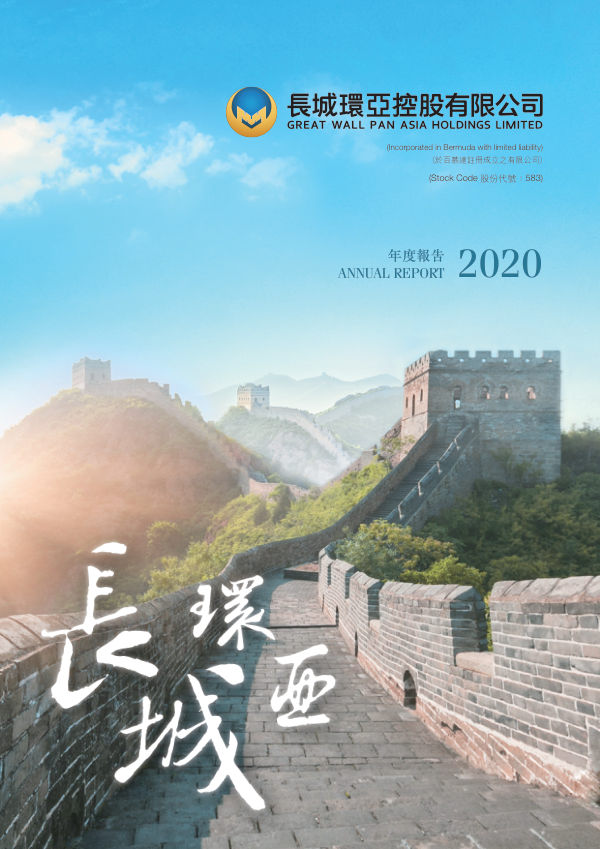 長城環亞控股有限公司
GREAT WALL PAN ASIA HOLDINGS LIMITED
(Incorporated in Bermuda with limited liability)
(於百慕達註冊成立之有限公司)
(Stock Code 股份代號：583)
年度報告
ANNUAL REPORT 2020
長城
環亞